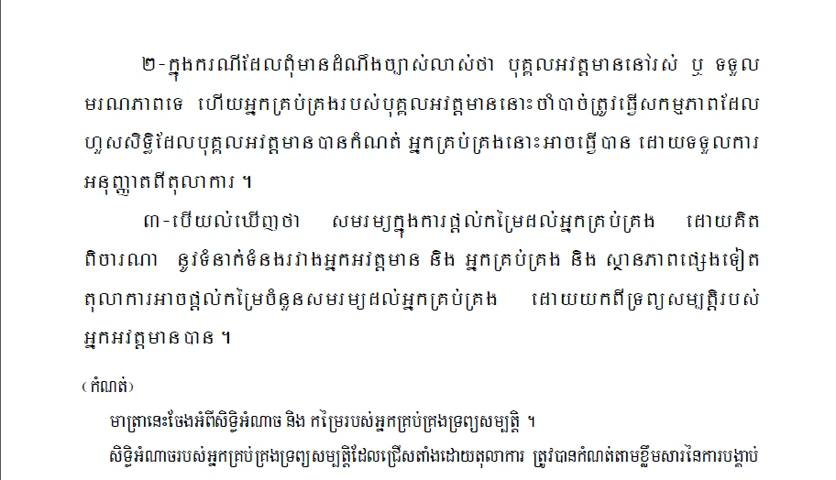 ២-ក្នុងករណីដែលពុំមានដំណឹងច្បាស់លាស់ថា បុគ្គលអវត្តមាននៅរស់ ឬ ទទួល
មរណភាពទេ ហើយអ្នកគ្រប់គ្រងរបស់បុគ្គលអវត្តមាននោះចាំបាច់ត្រូវធ្វើសកម្មភាពដែល
ហួសសិទ្ធិដែលបុគ្គលអវត្តមានបានកំណត់ អ្នកគ្រប់គ្រងនោះអាចធ្វើបាន ដោយទទួលការ
អនុញ្ញាតពីតុលាការ ។
៣-បើយល់ឃើញថា សមរម្យក្នុងការផ្តល់កម្រៃដល់អ្នកគ្រប់គ្រង ដោយគិត
ពិចារណា នូវទំនាក់ទំនងរវាងអ្នកអវត្តមាន និង អ្នកគ្រប់គ្រង និង ស្ថានភាពផ្សេងទៀត
តុលាការអាចផ្តល់កម្រៃចំនួនសមរម្យដល់អ្នកគ្រប់គ្រង ដោយយកពីទ្រព្យសម្បត្តិរបស់
អ្នកអវត្តមានបាន ។
(កំណត់)
មាត្រានេះចែងអំពីសិទ្ធិអំណាច និង កម្រៃរបស់អ្នកគ្រប់គ្រងទ្រព្យសម្បត្តិ ។
សិទ្ធិអំណាចរបស់អ្នកគ្រប់គ្រងទ្រព្យសម្បត្តិដែលជ្រើសតាំងដោយតុលាការ ត្រូវបានកំណត់តាមខ្លឹមសារនៃការបង្គាប់